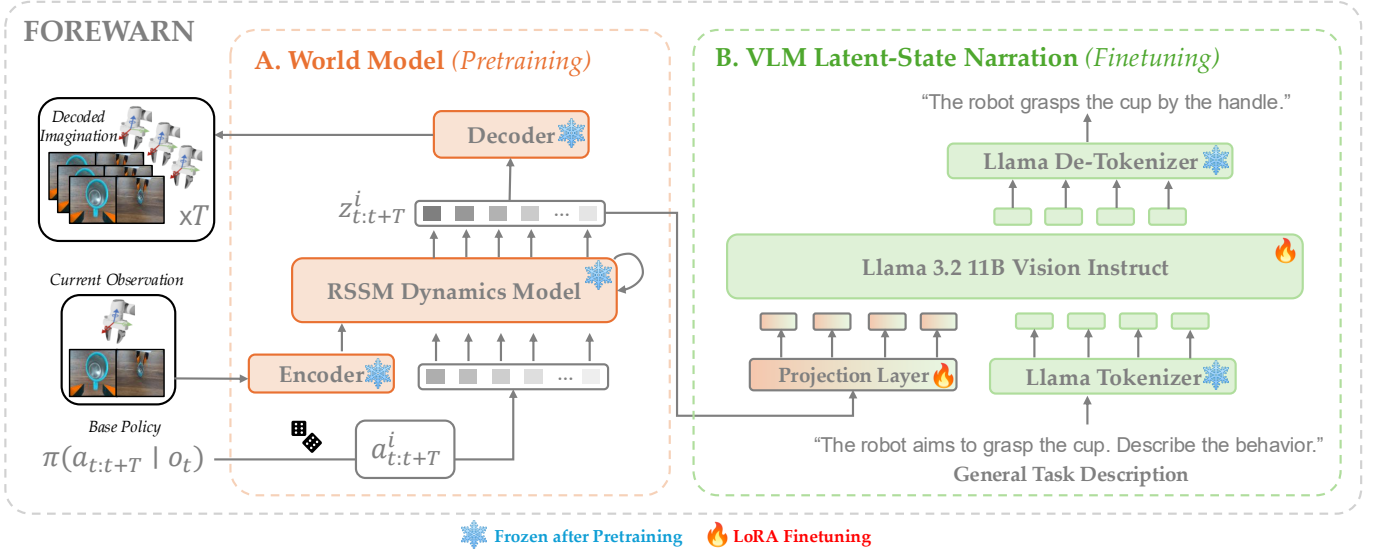 FOREWARN
A. World Model (Pretraining)
B. VLM Latent-State Narration (Finetuning)
Decoded
Imagination
xT
Decoder
z^i_{t:t+T}
...
RSSM Dynamics Model
Current Observation
Encoder
...
Base Policy
π(a_{t:t+T} | o_t)
a^i_{t:t+T}
“The robot grasps the cup by the handle.”
Llama De-Tokenizer
Llama 3.2 11B Vision Instruct
Projection Layer
Llama Tokenizer
“The robot aims to grasp the cup. Describe the behavior.”
General Task Description
Frozen after Pretraining
LoRA Finetuning